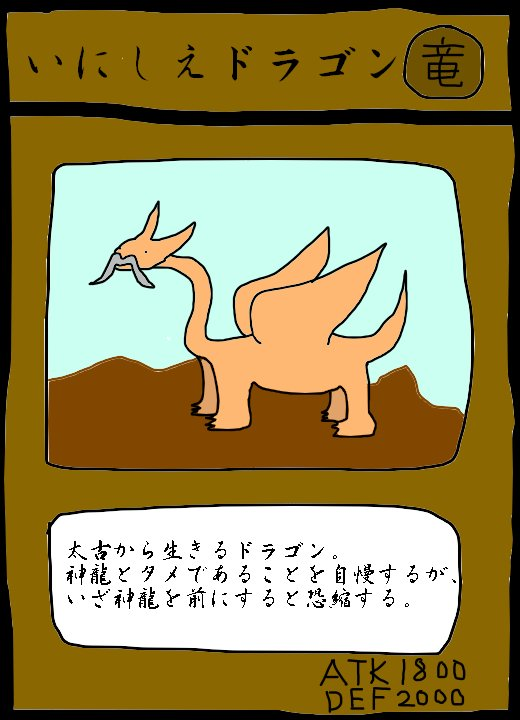 いにしえドラゴン 竜
太古から生きるドラゴン。
神龍とタメであることを自慢するが、
いざ神龍を前にすると恐縮する。
ATK 1800
DEF 2000